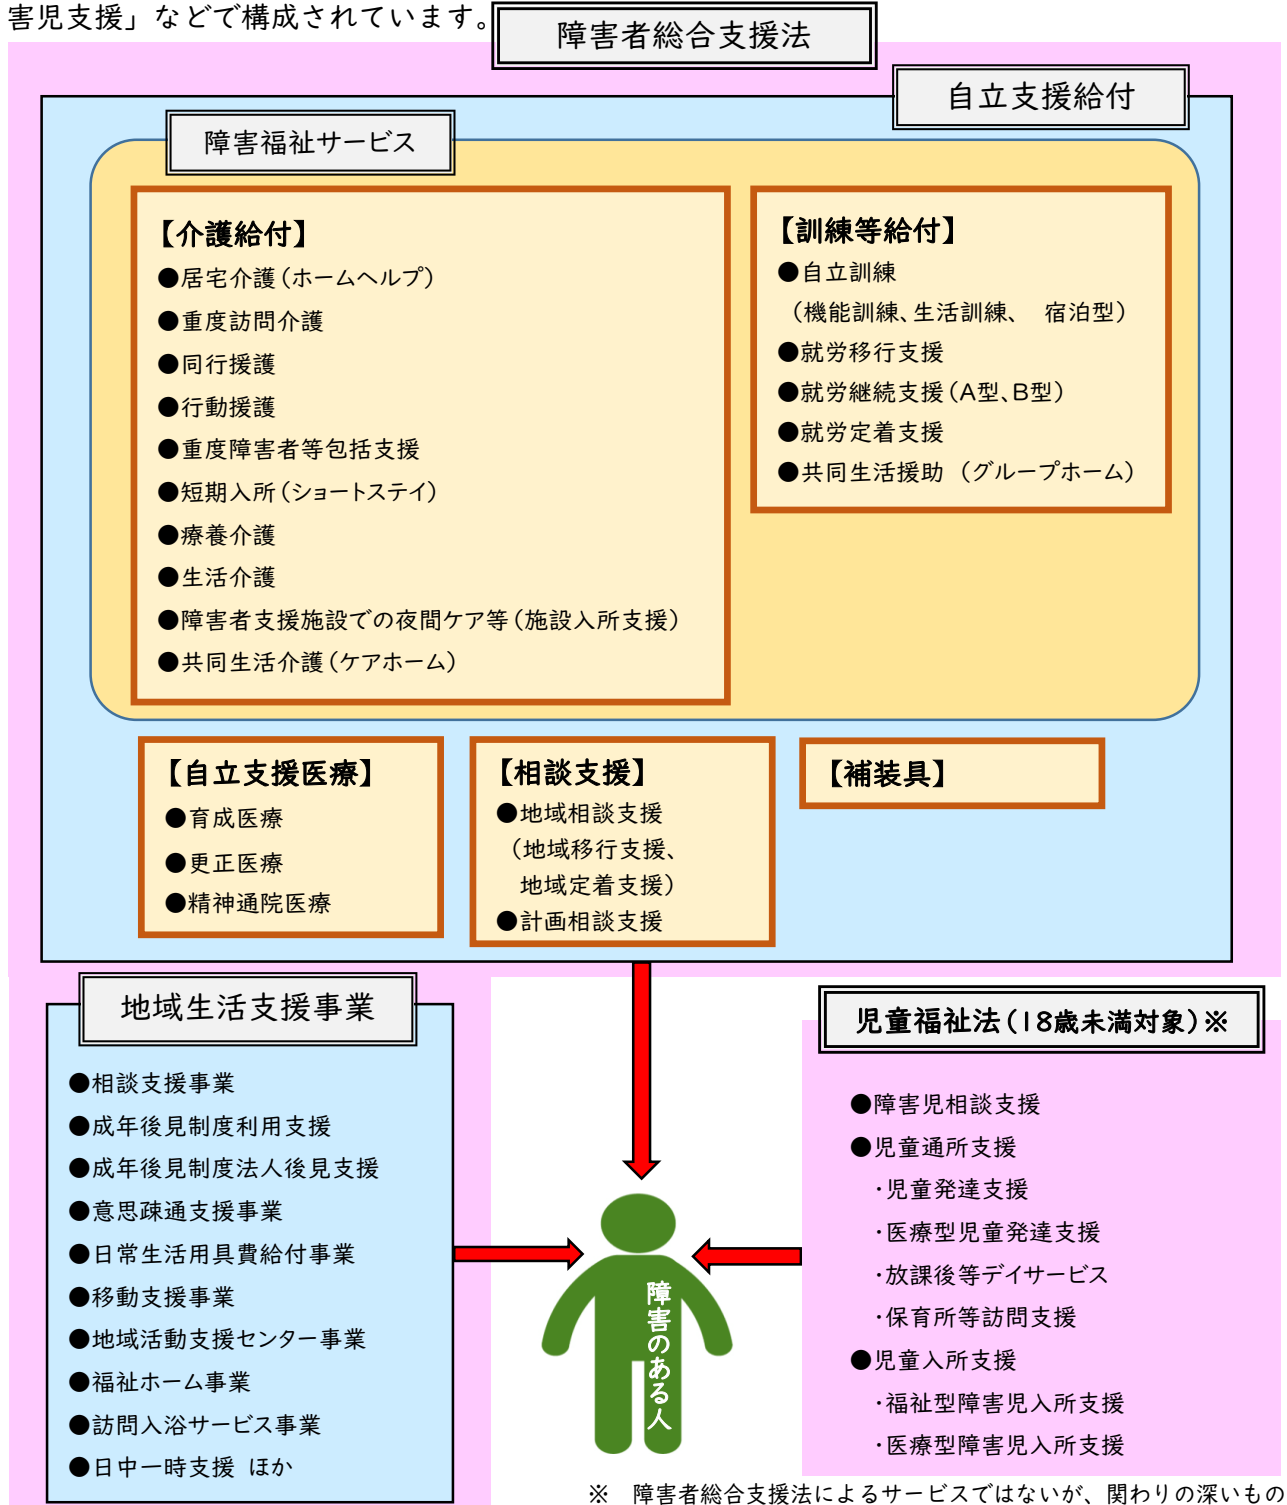 害児支援」などで構成されています。
障害者総合支援法
自立支援給付
障害福祉サービス
【介護給付】
●居宅介護(ホームヘルプ)
●重度訪問介護
●同行援護
●行動援護
●重度障害者等包括支援
●短期入所(ショートステイ)
●療養介護
●生活介護
●障害者支援施設での夜間ケア等(施設入所支援)
●共同生活介護(ケアホーム)
【訓練等給付】
●自立訓練
(機能訓練、生活訓練、 宿泊型)
●就労移行支援
●就労継続支援(A型、B型)
●就労定着支援
●共同生活援助 (グループホーム)
【自立支援医療】
●育成医療
●更正医療
●精神通院医療
【相談支援】
●地域相談支援
(地域移行支援、
地域定着支援)
●計画相談支援
【補装具】
地域生活支援事業
●相談支援事業
●成年後見制度利用支援
●成年後見制度法人後見支援
●意思疎通支援事業
●日常生活用具費給付事業
●移動支援事業
●地域活動支援センター事業
●福祉ホーム事業
●訪問入浴サービス事業
●日中一時支援 ほか
障害のある人
児童福祉法(18歳未満対象)※
●障害児相談支援
●児童通所支援
・児童発達支援
・医療型児童発達支援
・放課後等デイサービス
・保育所等訪問支援
●児童入所支援
・福祉型障害児入所支援
・医療型障害児入所支援
※ 障害者総合支援法によるサービスではないが、関わりの深いもの